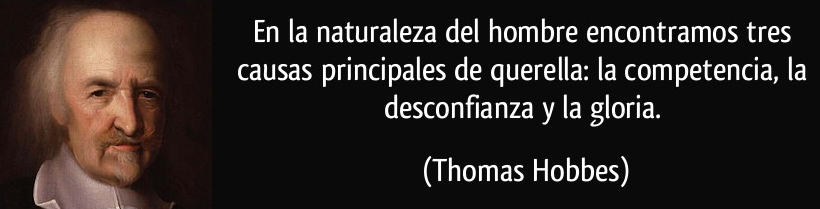 En la naturaleza del hombre encontramos tres
causas principales de querella: la competencia, la
desconfianza y la gloria.
(Thomas Hobbes)